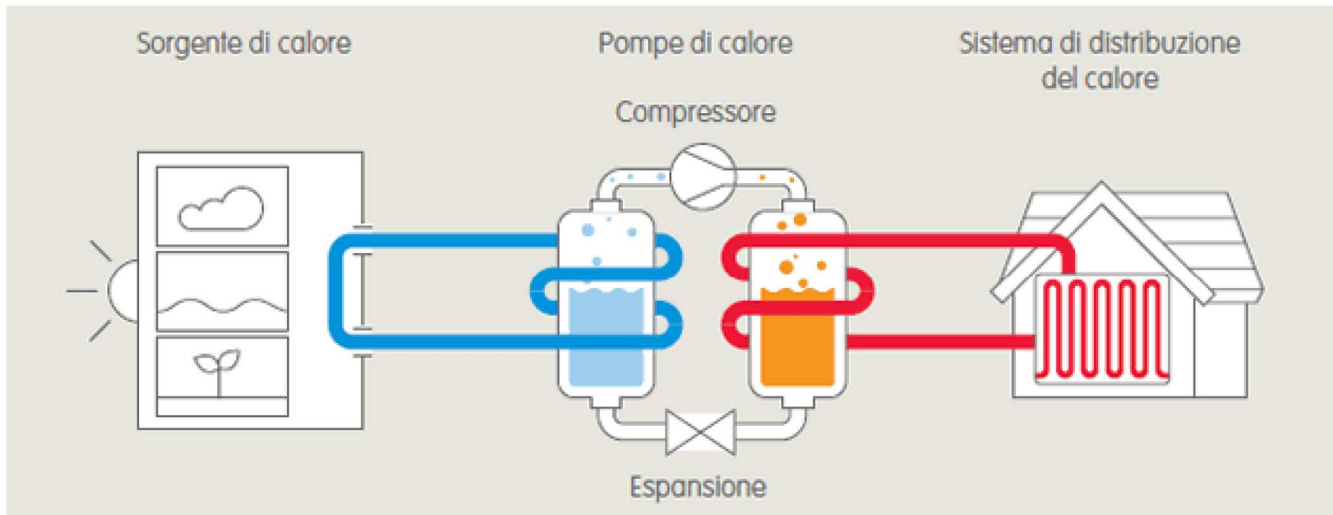 Sorgente di calore
Pompe di calore
Sistema di distribuzione
del calore
Compressore
Espansione